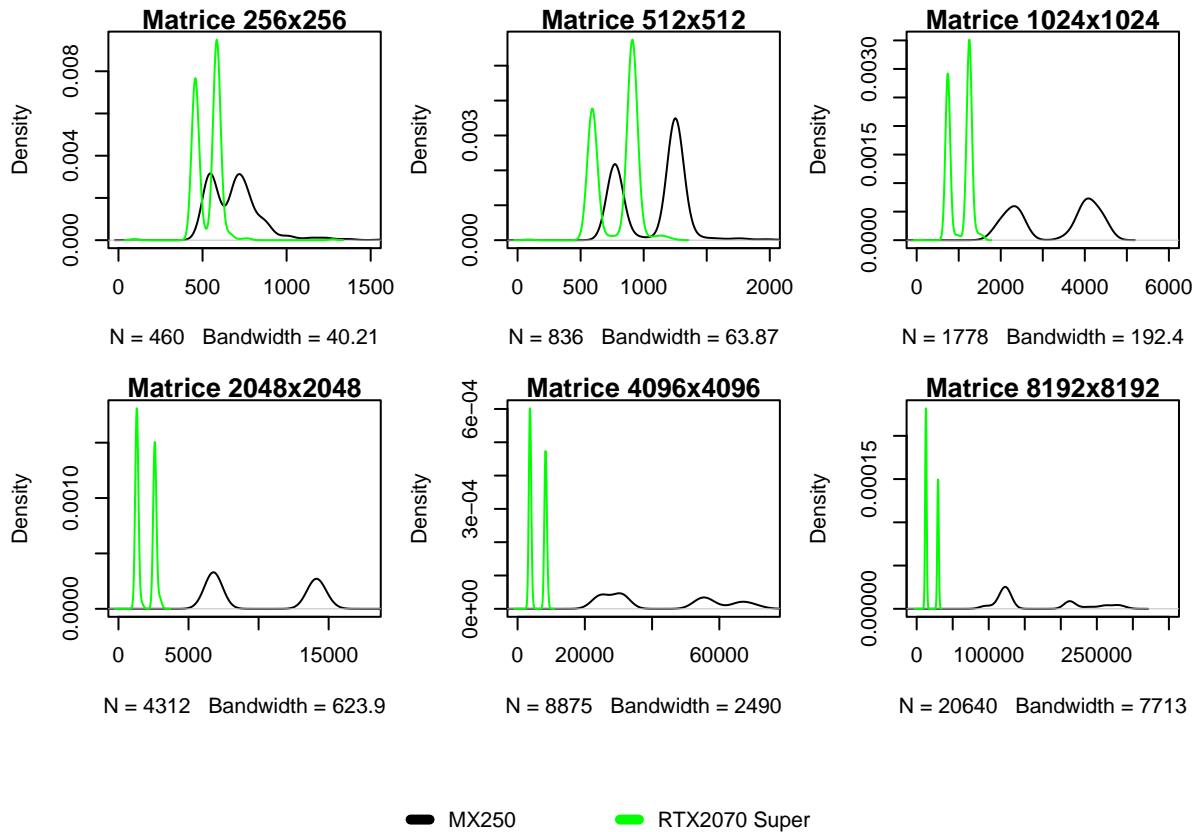 Matrice 256x256
Density
0.000 0.004 0.008
0 500 1000 1500
N = 460 Bandwidth = 40.21
Matrice 512x512
Density
0.000 0.003
0 500 1000 2000
N = 836 Bandwidth = 63.87
Matrice 1024x1024
Density
0.0000 0.0015 0.0030
0 2000 4000 6000
N = 1778 Bandwidth = 192.4
Matrice 2048x2048
Density
0.0000 0.0010
0 5000 15000
N = 4312 Bandwidth = 623.9
Matrice 4096x4096
Density
0e+00 3e−04 6e−04
0 20000 60000
N = 8875 Bandwidth = 2490
Matrice 8192x8192
Density
0.00000 0.00015
0 100000 250000
N = 20640 Bandwidth = 7713
MX250 RTX2070 Super